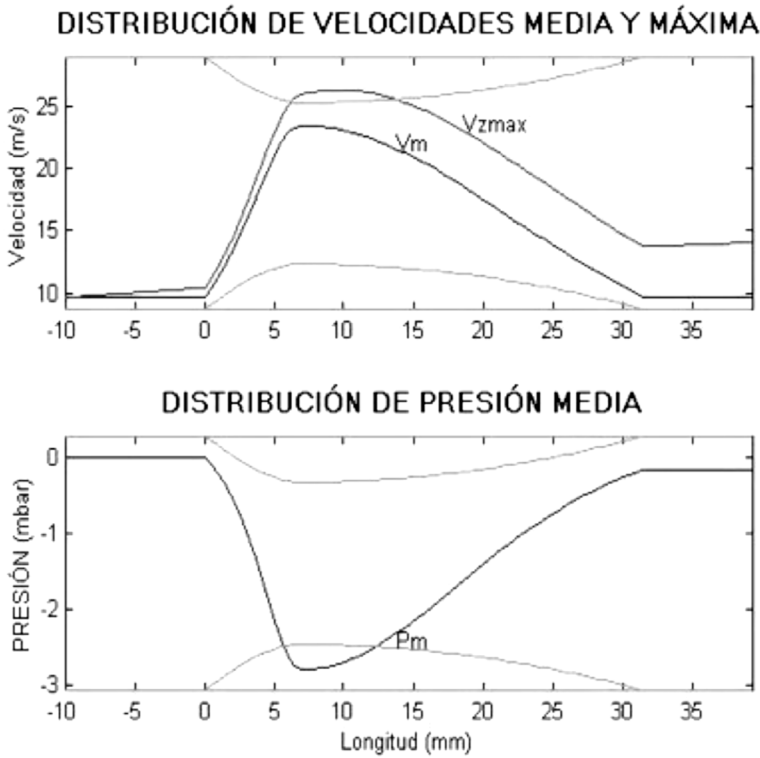 DISTRIBUCIÓN DE VELOCIDADES MEDIA Y MÁXIMA
Velocidad (m/s)
25
20
15
10
Vzmax
Vm
-10 -5 0 5 10 15 20 25 30 35
DISTRIBUCIÓN DE PRESIÓN MEDIA
PRESIÓN (mbar)
0
-1
-2
-3
Pm
-10 -5 0 5 10 15 20 25 30 35
Longitud (mm)